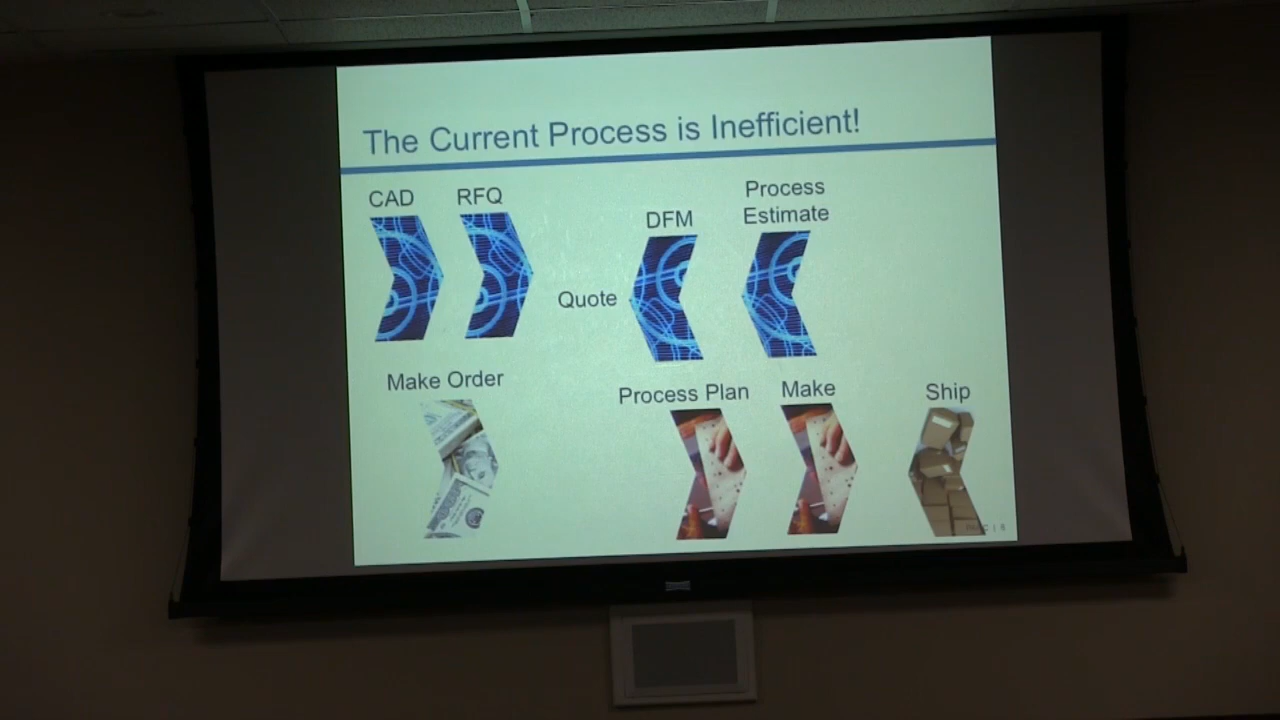 The Current Process is Inefficient!
CAD
RFQ
Quote
DFM
Process
Estimate
Make Order
Process Plan
Make
Ship